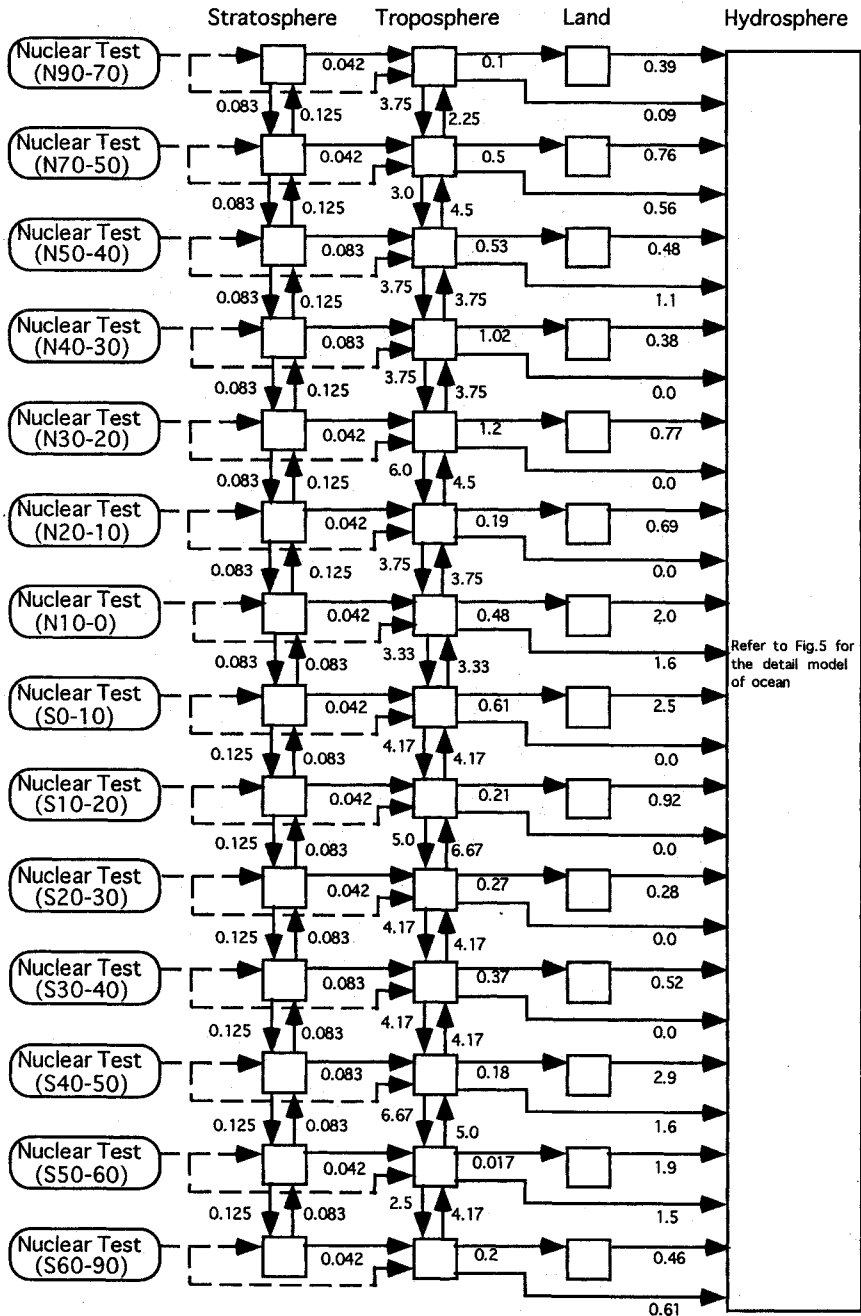 Stratosphere Troposphere Land Hydrosphere
Nuclear Test
(N90-70)
0.042 0.1 0.39
0.083 0.125 3.75 2.25 0.09
Nuclear Test
(N70-50)
0.042 0.5 0.76
0.083 0.125 3.0 4.5 0.56
Nuclear Test
(N50-40)
0.083 0.53 0.48
0.083 0.125 3.75 3.75 1.1
Nuclear Test
(N40-30)
0.083 1.02 0.38
0.083 0.125 3.75 3.75 0.0
Nuclear Test
(N30-20)
0.042 1.2 0.77
0.083 0.125 6.0 4.5 0.0
Nuclear Test
(N20-10)
0.042 0.19 0.69
0.083 0.125 3.75 3.75 0.0
Nuclear Test
(N10-0)
0.042 0.48 2.0
0.083 0.083 3.33 3.33 1.6
Refer to Fig.5 for
the detail model
of ocean
Nuclear Test
(S0-10)
0.042 0.61 2.5
0.125 0.083 4.17 4.17 0.0
Nuclear Test
(S10-20)
0.042 0.21 0.92
0.125 0.083 5.0 6.67 0.0
Nuclear Test
(S20-30)
0.042 0.27 0.28
0.125 0.083 4.17 4.17 0.0
Nuclear Test
(S30-40)
0.083 0.37 0.52
0.125 0.083 4.17 4.17 0.0
Nuclear Test
(S40-50)
0.083 0.18 2.9
0.125 0.083 6.67 5.0 1.6
Nuclear Test
(S50-60)
0.042 0.017 1.9
0.125 0.083 2.5 4.17 1.5
Nuclear Test
(S60-90)
0.042 0.2 0.46
0.61